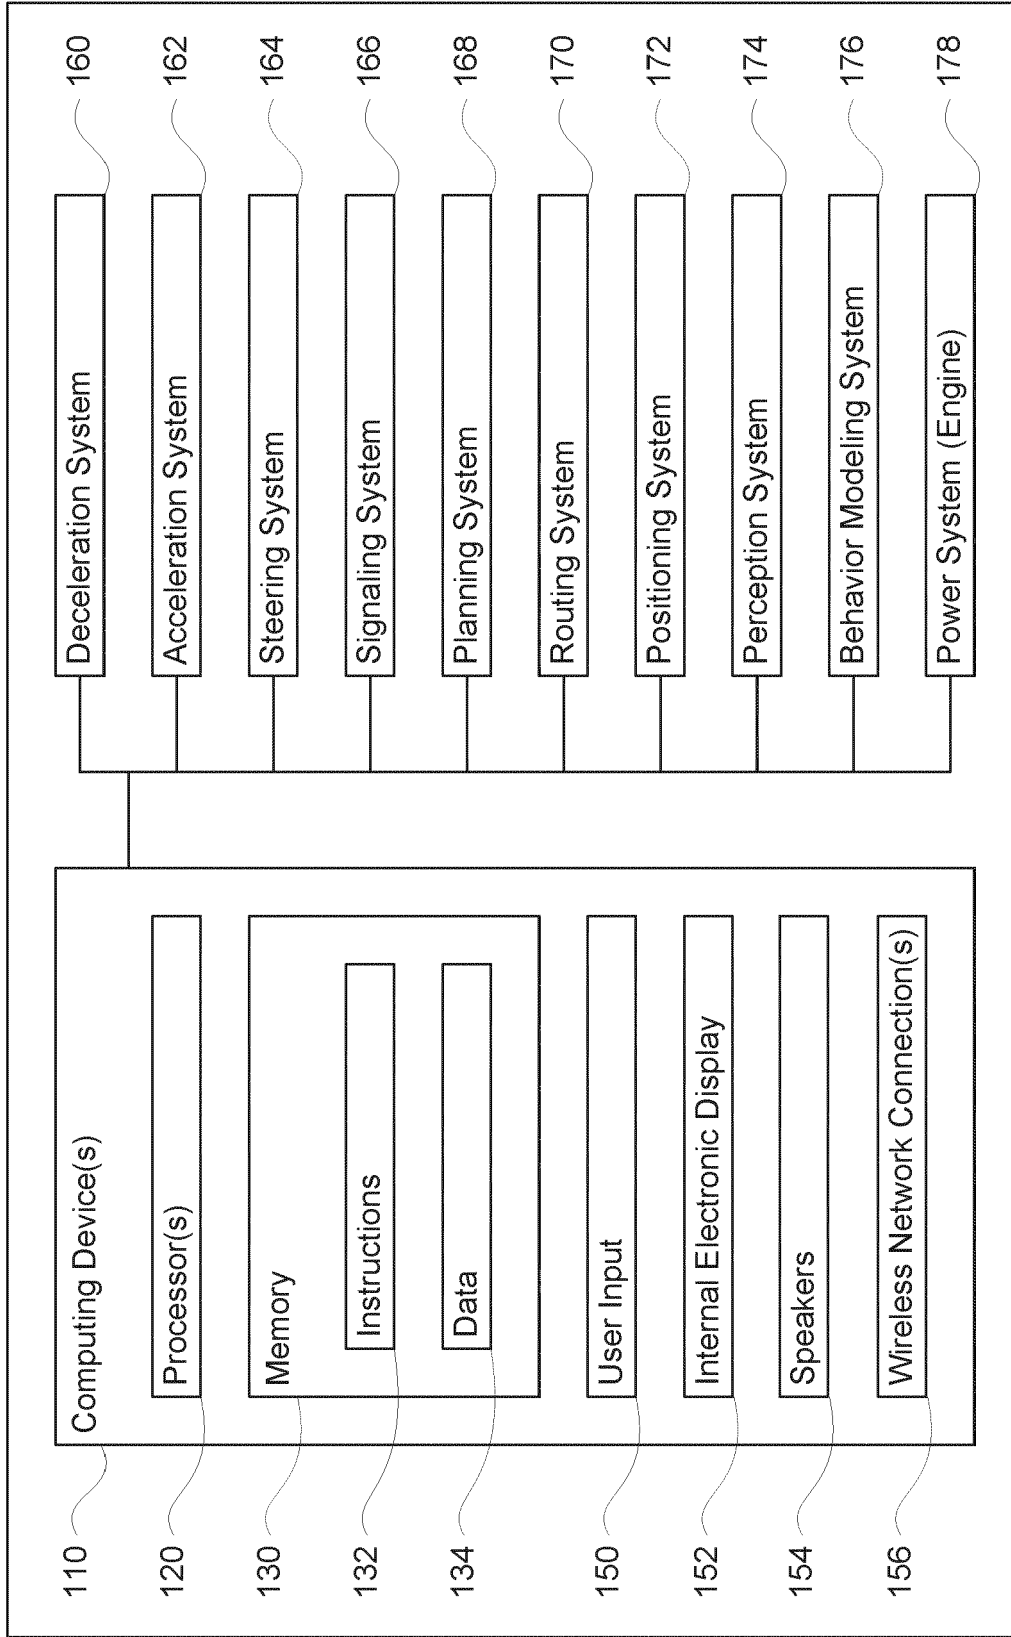 110
Computing Device(s)
120
Processor(s)
130
Memory
132
Instructions
134
Data
150
User Input
152
Internal Electronic Display
154
Speakers
156
Wireless Network Connection(s)
Deceleration System
160
Acceleration System
162
Steering System
164
Signaling System
166
Planning System
168
Routing System
170
Positioning System
172
Perception System
174
Behavior Modeling System
176
Power System (Engine)
178